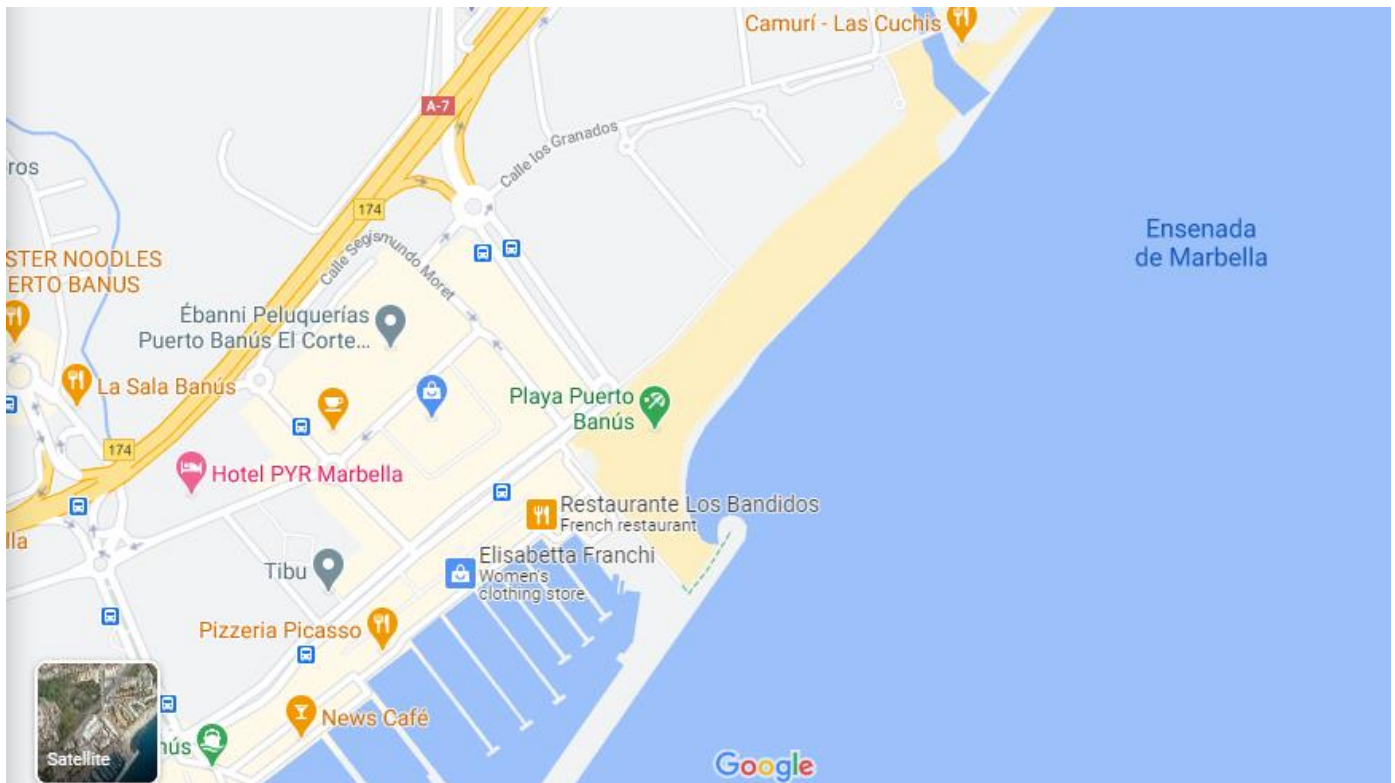 Camurí - Las Cuchis
A-7
Calle los Granados
ros
174
Ensenada
de Marbella
Calle Segismundo Moret
STER NOODLES
ERTO BANUS
Ébanni Peluquerías
Puerto Banús El Corte...
La Sala Banús
Playa Puerto
Banús
174
Hotel PYR Marbella
Restaurante Los Bandidos
French restaurant
lla
Elisabetta Franchi
Women's
clothing store
Tibu
Pizzeria Picasso
News Café
nús
Satellite
Google